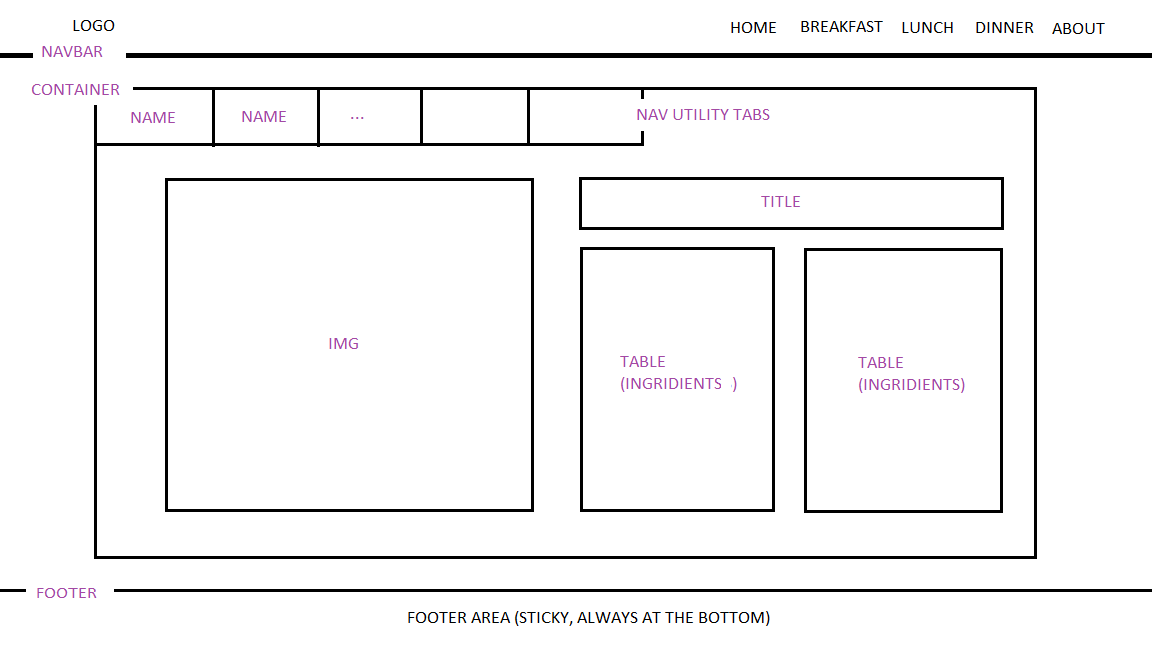 LOGO
HOME BREAKFAST LUNCH DINNER ABOUT
NAVBAR
CONTAINER
NAME NAME ... NAV UTILITY TABS
TITLE
IMG
TABLE
(INGRIDIENTS )
TABLE
(INGRIDIENTS)
FOOTER
FOOTER AREA (STICKY, ALWAYS AT THE BOTTOM)